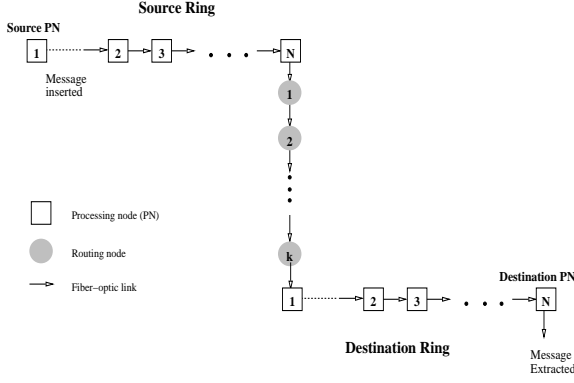 Source Ring
Source PN
1 2 3 . . . N
Message
inserted
1
2
Processing node (PN)
Routing node
k
Fiber-optic link
Destination PN
1 2 3 . . . N
Destination Ring
Message
Extracted